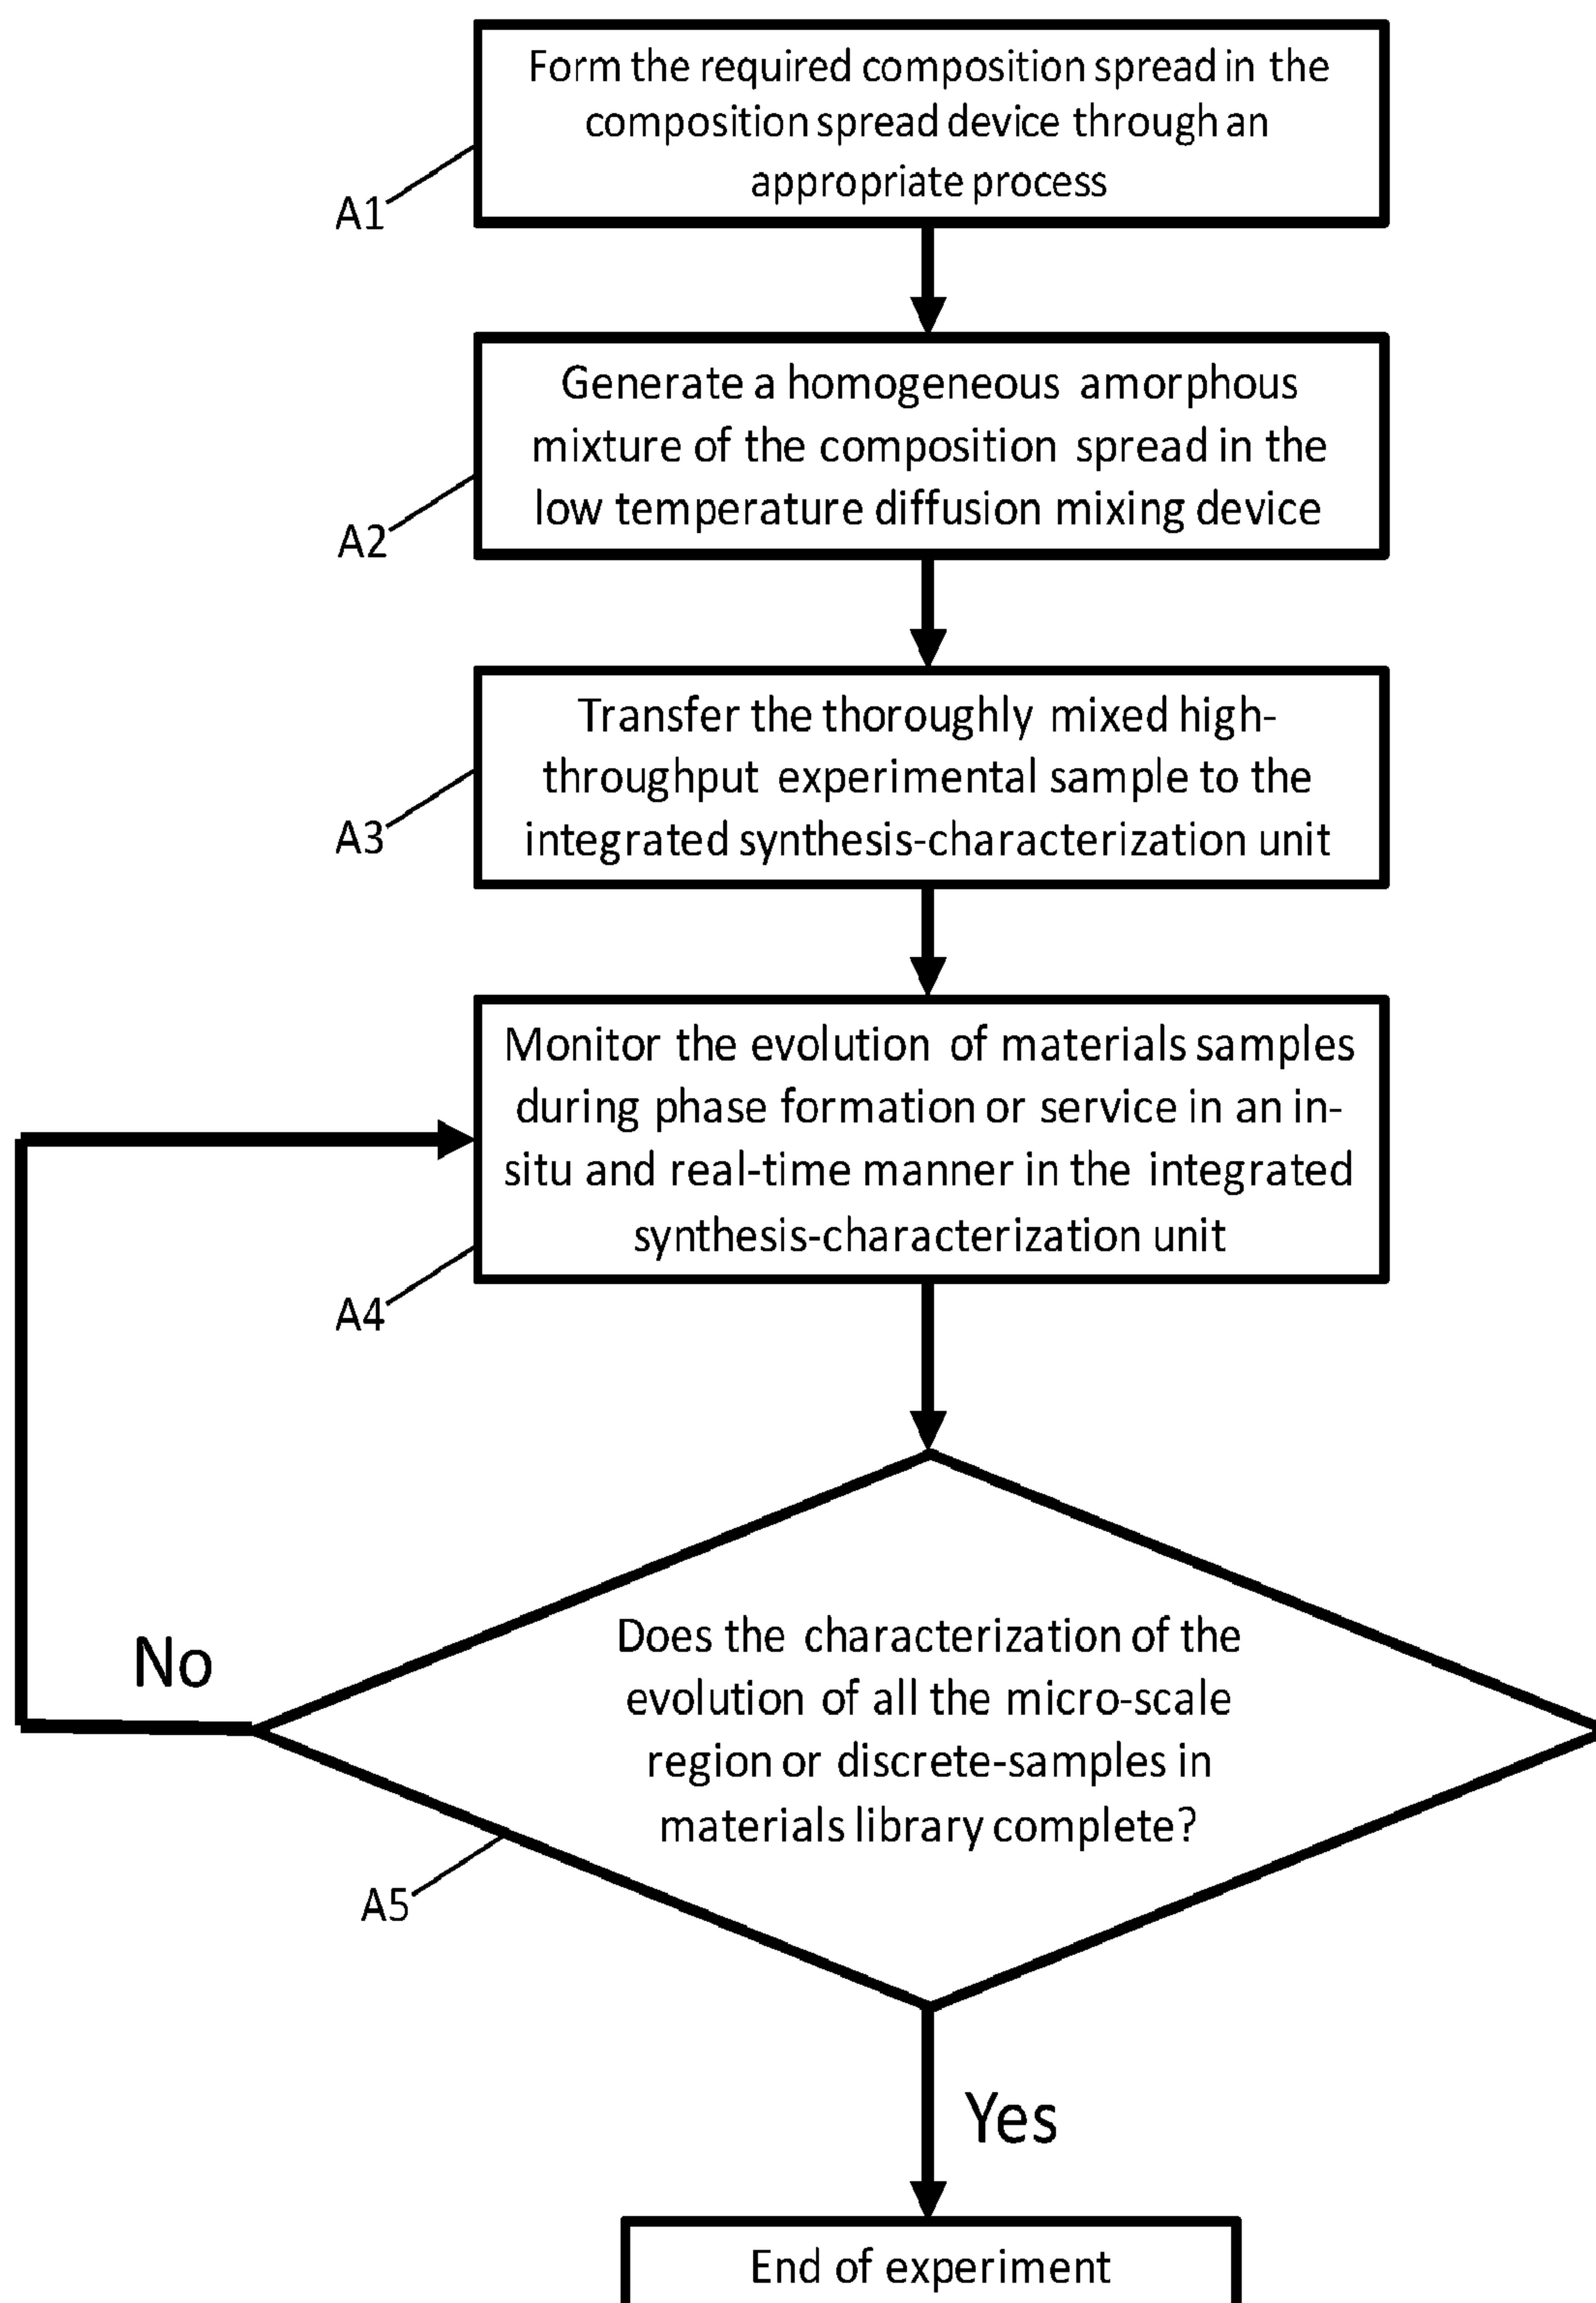 Form the required composition spread in the
composition spread device through an
appropriate process
A1
Generate a homogeneous amorphous
mixture of the composition spread in the
low temperature diffusion mixing device
A2
Transfer the thoroughly mixed high-
throughput experimental sample to the
integrated synthesis-characterization unit
A3
Monitor the evolution of materials samples
during phase formation or service in an in-
situ and real-time manner in the integrated
synthesis-characterization unit
A4
Does the characterization of the
evolution of all the micro-scale
region or discrete-samples in
materials library complete?
No
A5
Yes
End of experiment